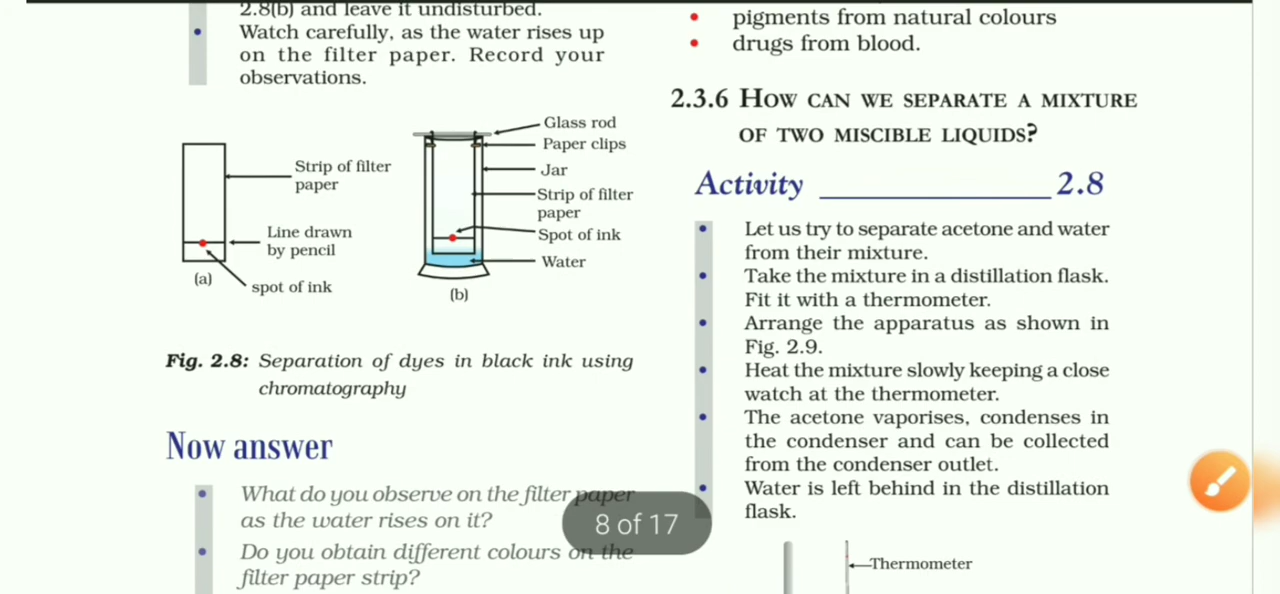 2.8(b) and leave it undisturbed.
• Watch carefully, as the water rises up
on the filter paper. Record your
observations.
Strip of filter
paper
Line drawn
by pencil
(a)
spot of ink
Glass rod
Paper clips
Jar
Strip of filter
paper
Spot of ink
Water
(b)
Fig. 2.8: Separation of dyes in black ink using
chromatography
Now answer
• What do you observe on the filter paper
as the water rises on it?
• Do you obtain different colours on the
filter paper strip?
• pigments from natural colours
• drugs from blood.
2.3.6 HOW CAN WE SEPARATE A MIXTURE
OF TWO MISCIBLE LIQUIDS?
Activity ______________ 2.8
• Let us try to separate acetone and water
from their mixture.
• Take the mixture in a distillation flask.
Fit it with a thermometer.
• Arrange the apparatus as shown in
Fig. 2.9.
• Heat the mixture slowly keeping a close
watch at the thermometer.
• The acetone vaporises, condenses in
the condenser and can be collected
from the condenser outlet.
• Water is left behind in the distillation
flask.
Thermometer
8 of 17